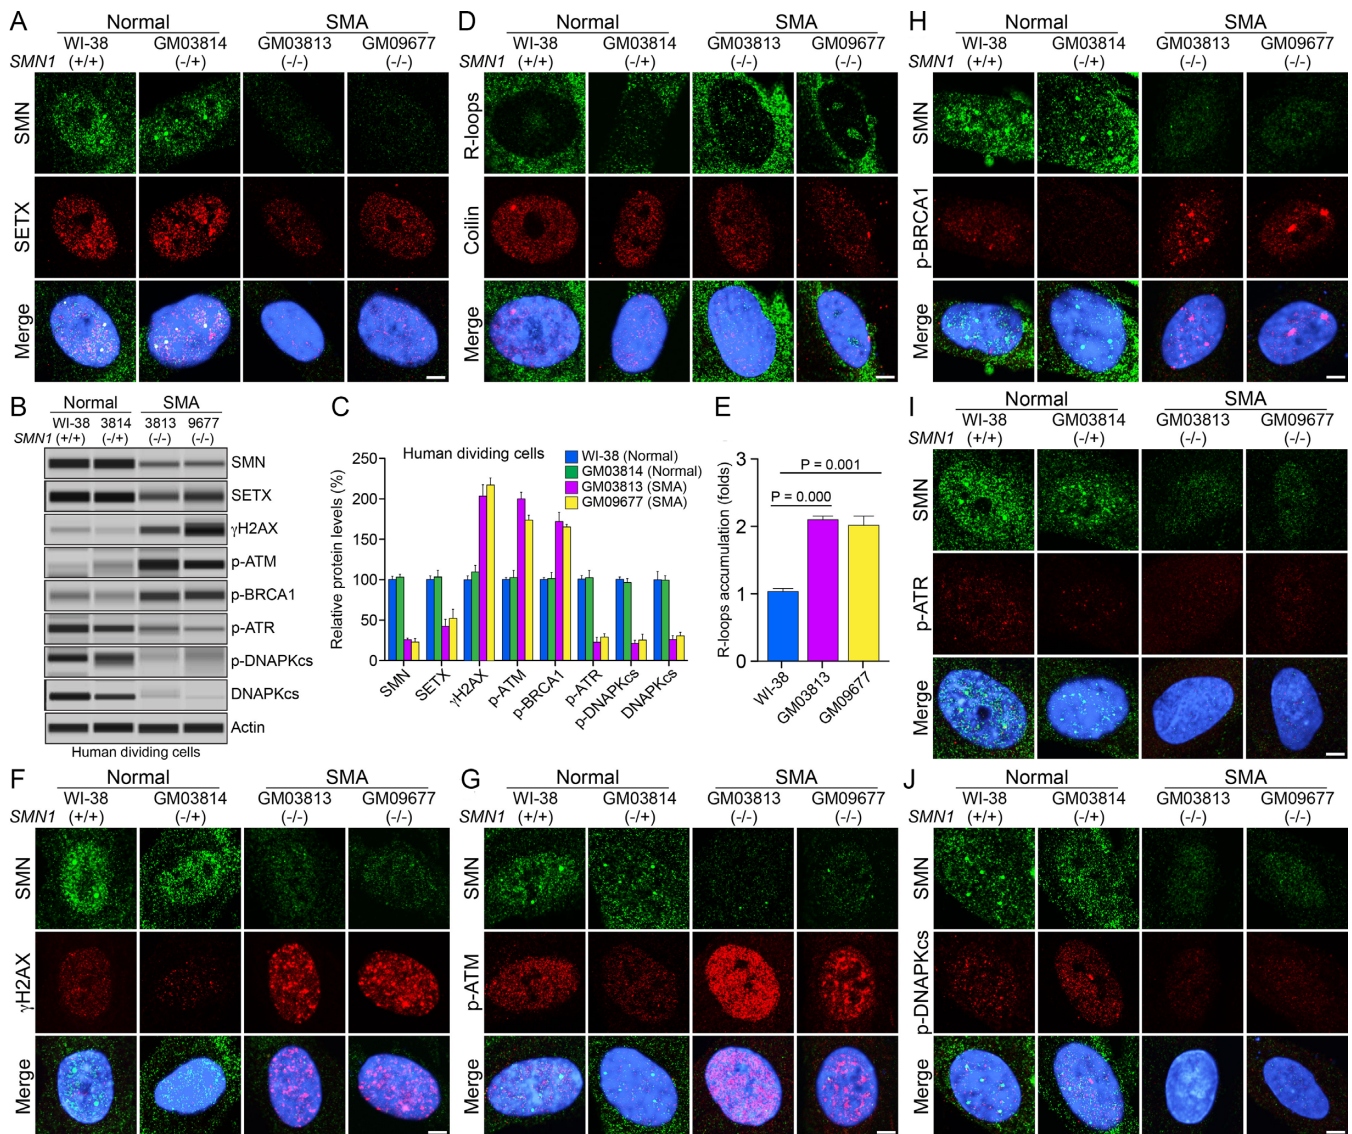 A
Normal
SMA
WI-38
GM03814
GM03813
GM09677
SMN1
(+/+)
(-/+)
(-/-)
(-/-)
SMN
SETX
Merge
D
Normal
SMA
WI-38
GM03814
GM03813
GM09677
SMN1
(+/+)
(-/+)
(-/-)
(-/-)
R-loops
Coilin
Merge
H
Normal
SMA
WI-38
GM03814
GM03813
GM09677
SMN1
(+/+)
(-/+)
(-/-)
(-/-)
SMN
p-BRCA1
Merge
B
Normal
SMA
WI-38
3814
3813
9677
SMN1
(+/+)
(-/+)
(-/-)
(-/-)
SMN
SETX
γH2AX
p-ATM
p-BRCA1
p-ATR
p-DNAPKcs
DNAPKcs
Actin
Human dividing cells
C
Human dividing cells
WI-38 (Normal)
GM03814 (Normal)
GM03813 (SMA)
GM09677 (SMA)
Relative protein levels (%)
250
200
150
100
50
0
SMN
SETX
γH2AX
p-ATM
p-BRCA1
p-ATR
p-DNAPKcs
DNAPKcs
E
P = 0.001
P = 0.000
R-loops accumulation (folds)
3
2
1
0
WI-38
GM03813
GM09677
I
Normal
SMA
WI-38
GM03814
GM03813
GM09677
SMN1
(+/+)
(-/+)
(-/-)
(-/-)
SMN
p-ATR
Merge
F
Normal
SMA
WI-38
GM03814
GM03813
GM09677
SMN1
(+/+)
(-/+)
(-/-)
(-/-)
SMN
γH2AX
Merge
G
Normal
SMA
WI-38
GM03814
GM03813
GM09677
SMN1
(+/+)
(-/+)
(-/-)
(-/-)
SMN
p-ATM
Merge
J
Normal
SMA
WI-38
GM03814
GM03813
GM09677
SMN1
(+/+)
(-/+)
(-/-)
(-/-)
SMN
p-DNAPKcs
Merge